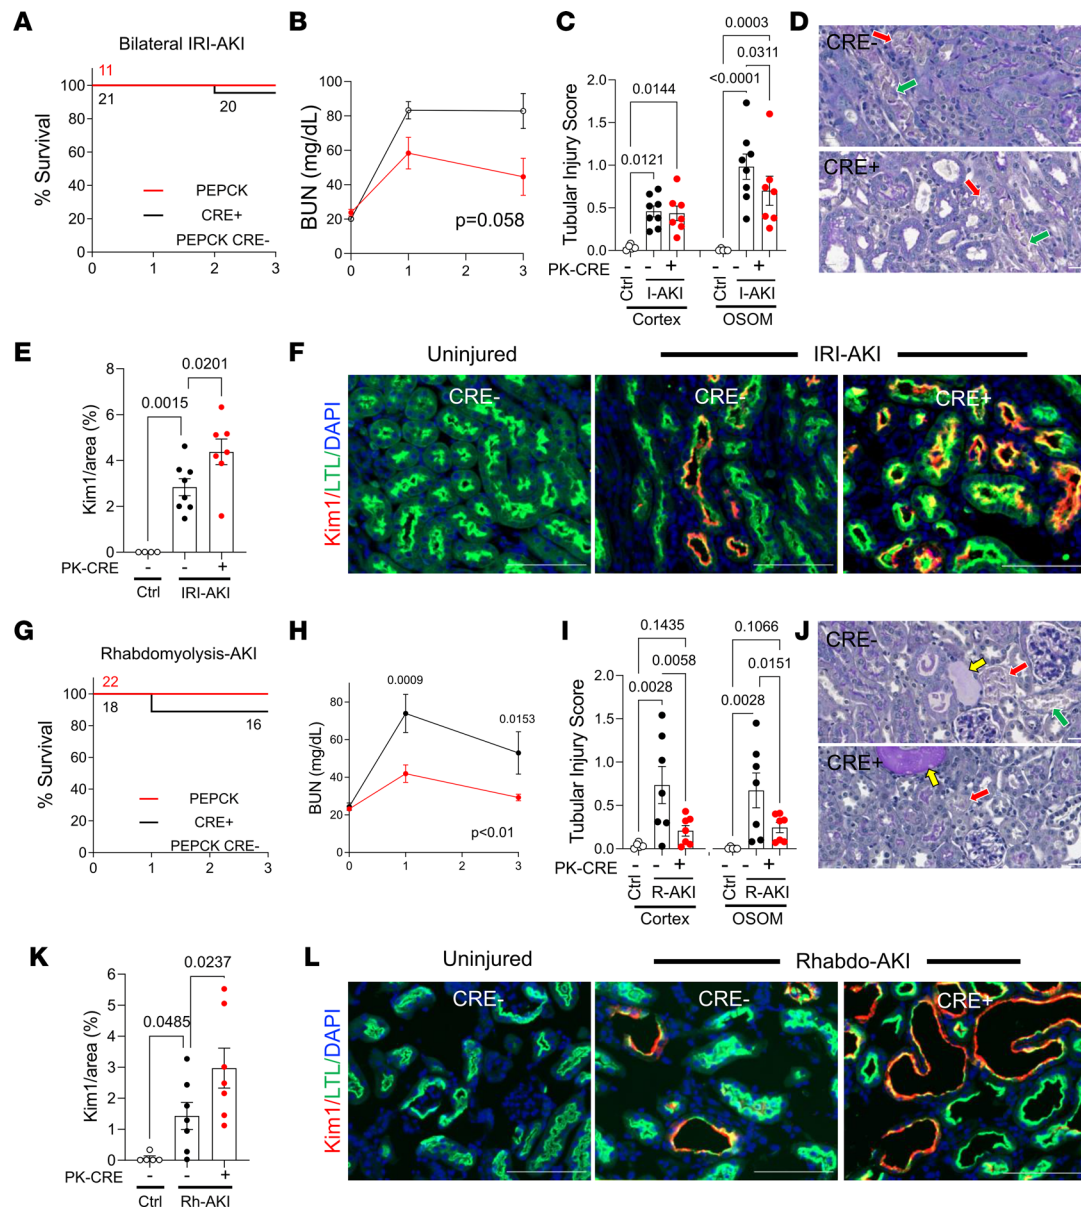 A
Bilateral IRI-AKI
% Survival
100
80
60
40
20
0
11
21
20
PEPCK
CRE+
PEPCK CRE-
0 1 2 3
B
BUN (mg/dL)
100
80
60
40
20
0
p=0.058
0 1 2 3
C
Tubular Injury Score
2.0
1.5
1.0
0.5
0.0
0.0003
0.0144
0.0311
<0.0001
0.0121
PK-CRE - - + - - +
Ctrl I-AKI Ctrl I-AKI
Cortex OSOM
D
CRE-
CRE+
E
Kim1/area (%)
8
6
4
2
0
0.0201
0.0015
PK-CRE - - +
Ctrl IRI-AKI
F
Uninjured IRI-AKI
Kim1/LTL/DAPI
CRE- CRE- CRE+
G
Rhabdomyolysis-AKI
% Survival
100
80
60
40
20
0
22
18
16
PEPCK
CRE+
PEPCK CRE-
0 1 2 3
H
BUN (mg/dL)
100
80
60
40
20
0
0.0009
0.0153
p<0.01
0 1 2 3
I
Tubular Injury Score
2.0
1.5
1.0
0.5
0.0
0.1435 0.1066
0.0058
0.0151
0.0028 0.0028
PK-CRE - - + - - +
Ctrl R-AKI Ctrl R-AKI
Cortex OSOM
J
CRE-
CRE+
K
Kim1/area (%)
6
5
4
3
2
1
0
0.0237
0.0485
PK-CRE - - +
Ctrl Rh-AKI
L
Uninjured Rhabdo-AKI
Kim1/LTL/DAPI
CRE- CRE- CRE+